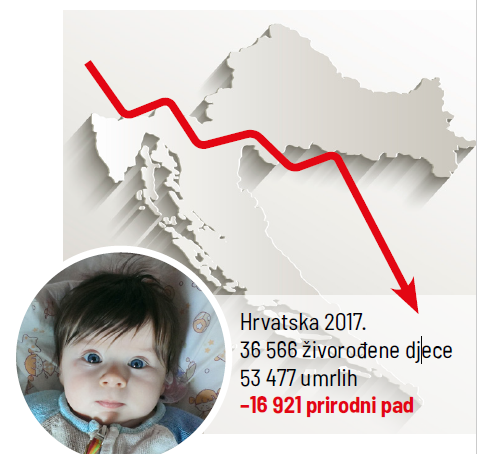 Hrvatska 2017.
36 566 živorođene djece
53 477 umrlih
–16 921 prirodni pad